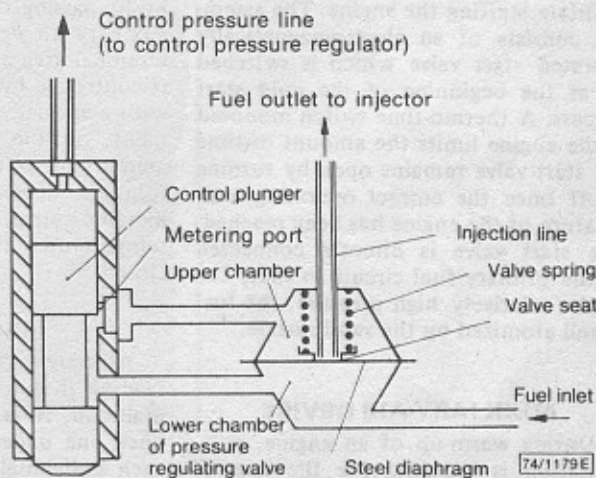 Control pressure line
(to control pressure regulator)
Fuel outlet to injector
Control plunger
Injection line
Metering port
Valve spring
Upper chamber
Valve seat
Fuel inlet
Lower chamber
of pressure
regulating valve
Steel diaphragm
74/1179E